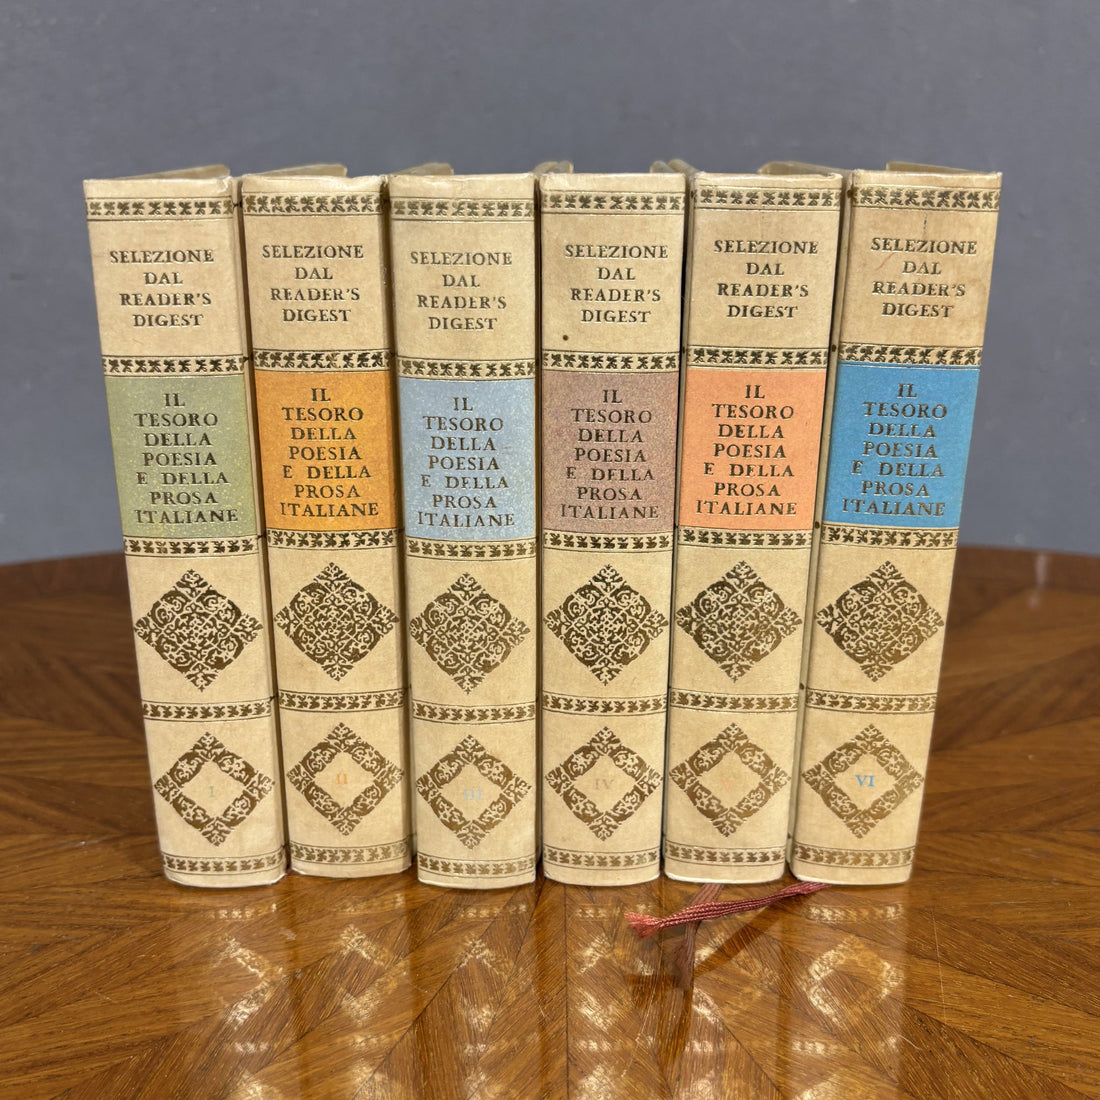 SELEZIONE
DAL
READER'S
DIGEST
IL
TESORO
DELLA
POESIA
E DELLA
PROSA
ITALIANE
I
SELEZIONE
DAL
READER'S
DIGEST
IL
TESORO
DELLA
POESIA
E DELLA
PROSA
ITALIANE
II
SELEZIONE
DAL
READER'S
DIGEST
IL
TESORO
DELLA
POESIA
E DELLA
PROSA
ITALIANE
III
SELEZIONE
DAL
READER'S
DIGEST
IL
TESORO
DELLA
POESIA
E DELLA
PROSA
ITALIANE
IV
SELEZIONE
DAL
READER'S
DIGEST
IL
TESORO
DELLA
POESIA
E DELLA
PROSA
ITALIANE
V
SELEZIONE
DAL
READER'S
DIGEST
IL
TESORO
DELLA
POESIA
E DELLA
PROSA
ITALIANE
VI